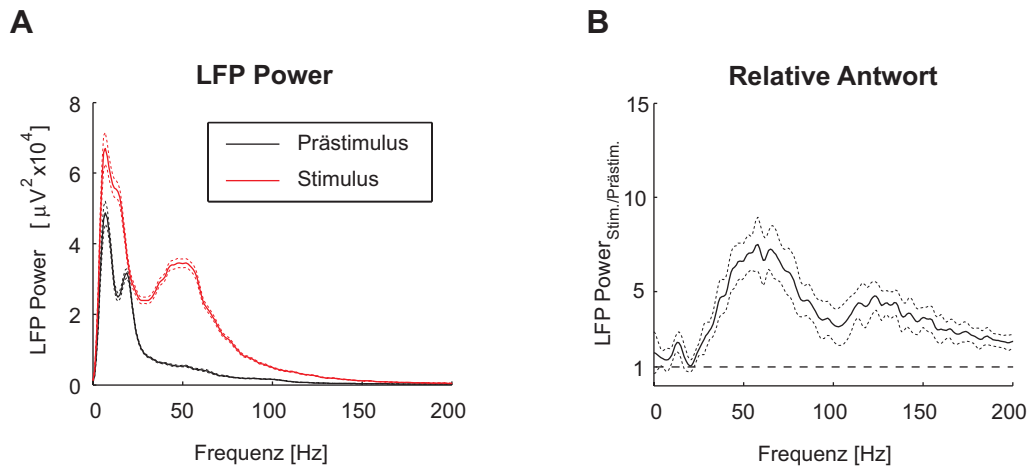 A
LFP Power
LFP Power [ μV²x10⁴]
8
6
4
2
0
Prästimulus
Stimulus
0 50 100 150 200
Frequenz [Hz]
B
Relative Antwort
LFP Power Stim./Prästim.
15
10
5
1
0 50 100 150 200
Frequenz [Hz]